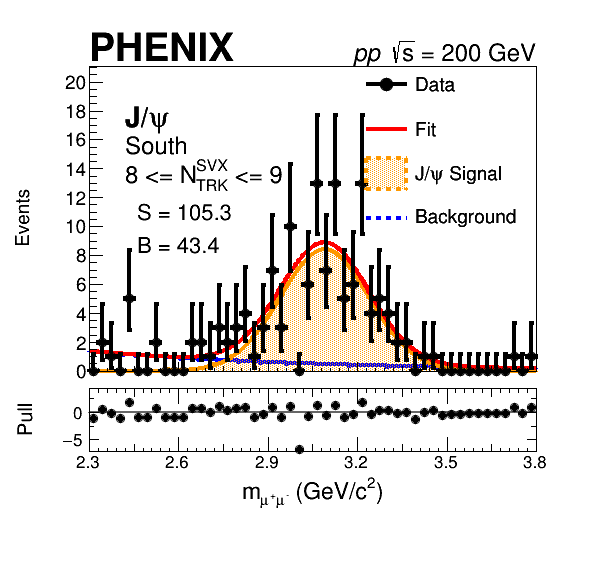 PHENIX
pp √s = 200 GeV
20
18
16
14
12
10
8
6
4
2
0
Events
J/ψ
South
8 <= N^SVX_TRK <= 9
S = 105.3
B = 43.4
Data
Fit
J/ψ Signal
Background
Pull
0
−5
2.3 2.6 2.9 3.2 3.5 3.8
m_μ⁺μ⁻ (GeV/c²)